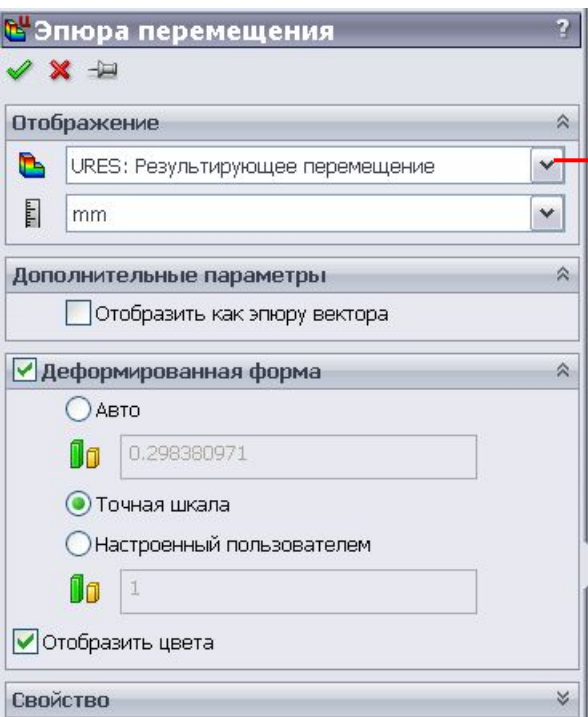 Эпюра перемещения ?
Отображение
URES: Результирующее перемещение
mm
Дополнительные параметры
Отобразить как эпюру вектора
Деформированная форма
Авто
0.298380971
Точная шкала
Настроенный пользователем
1
Отобразить цвета
Свойство